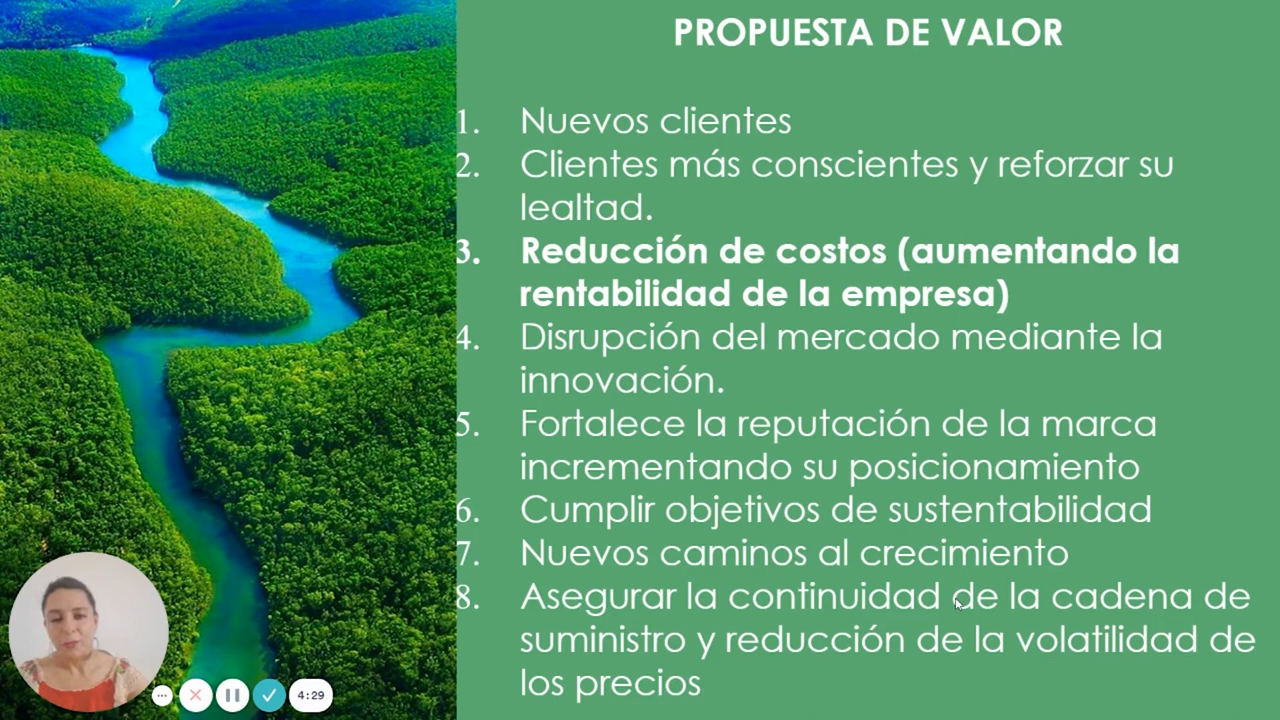 PROPUESTA DE VALOR
1. Nuevos clientes
2. Clientes más conscientes y reforzar su
lealtad.
3. Reducción de costos (aumentando la
rentabilidad de la empresa)
4. Disrupción del mercado mediante la
innovación.
5. Fortalece la reputación de la marca
incrementando su posicionamiento
6. Cumplir objetivos de sustentabilidad
7. Nuevos caminos al crecimiento
8. Asegurar la continuidad de la cadena de
suministro y reducción de la volatilidad de
los precios
4:29